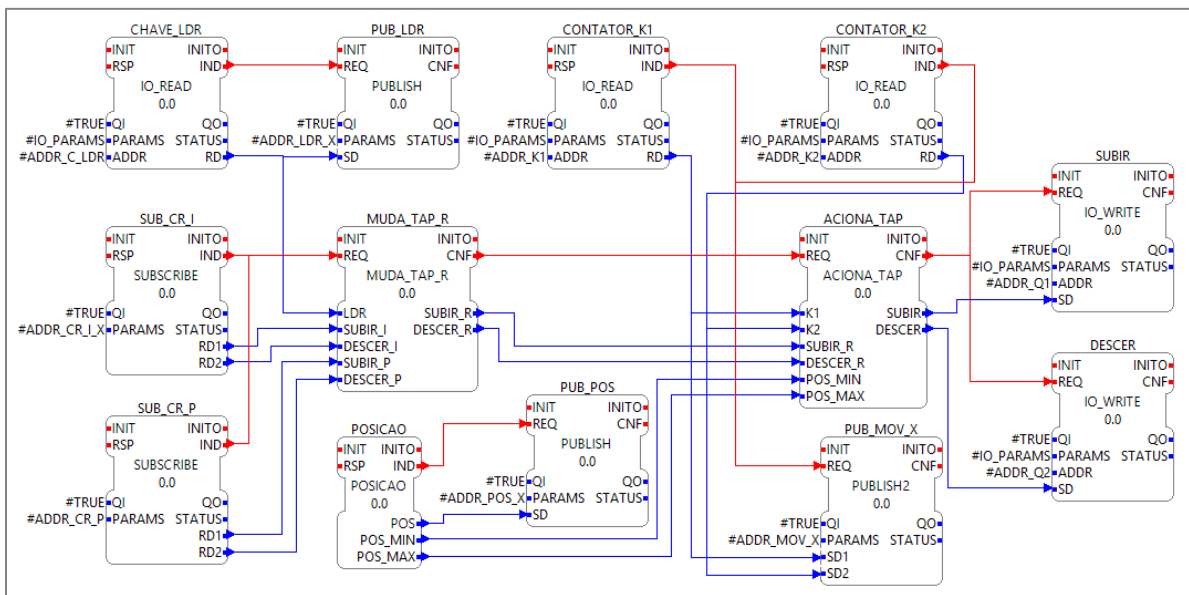 CHAVE_LDR
INIT INITO
RSP IND
IO_READ
0.0
#TRUE QI QO
#IO_PARAMS PARAMS STATUS
#ADDR_C_LDR ADDR RD
PUB_LDR
INIT INITO
REQ CNF
PUBLISH
0.0
#TRUE QI QO
#ADDR_LDR_X PARAMS STATUS
SD
CONTATOR_K1
INIT INITO
RSP IND
IO_READ
0.0
#TRUE QI QO
#IO_PARAMS PARAMS STATUS
#ADDR_K1 ADDR RD
CONTATOR_K2
INIT INITO
RSP IND
IO_READ
0.0
#TRUE QI QO
#IO_PARAMS PARAMS STATUS
#ADDR_K2 ADDR RD
SUBIR
INIT INITO
REQ CNF
IO_WRITE
0.0
#TRUE QI QO
#IO_PARAMS PARAMS STATUS
#ADDR_Q1 ADDR
SD
SUB_CR_I
INIT INITO
RSP IND
SUBSCRIBE
0.0
#TRUE QI QO
#ADDR_CR_I_X PARAMS STATUS
RD1
RD2
MUDA_TAP_R
INIT INITO
REQ CNF
MUDA_TAP_R
0.0
LDR SUBIR_R
SUBIR_I DESCER_R
DESCER_I
SUBIR_P
DESCER_P
ACIONA_TAP
INIT INITO
REQ CNF
ACIONA_TAP
0.0
K1 SUBIR
K2 DESCER
SUBIR_R
DESCER_R
POS_MIN
POS_MAX
DESCER
INIT INITO
REQ CNF
IO_WRITE
0.0
#TRUE QI QO
#IO_PARAMS PARAMS STATUS
#ADDR_Q2 ADDR
SD
SUB_CR_P
INIT INITO
RSP IND
SUBSCRIBE
0.0
#TRUE QI QO
#ADDR_CR_P PARAMS STATUS
RD1
RD2
POSICAO
INIT INITO
RSP IND
POSICAO
0.0
POS
POS_MIN
POS_MAX
PUB_POS
INIT INITO
REQ CNF
PUBLISH
0.0
#TRUE QI QO
#ADDR_POS_X PARAMS STATUS
SD
PUB_MOV_X
INIT INITO
REQ CNF
PUBLISH2
0.0
#TRUE QI QO
#ADDR_MOV_X PARAMS STATUS
SD1
SD2